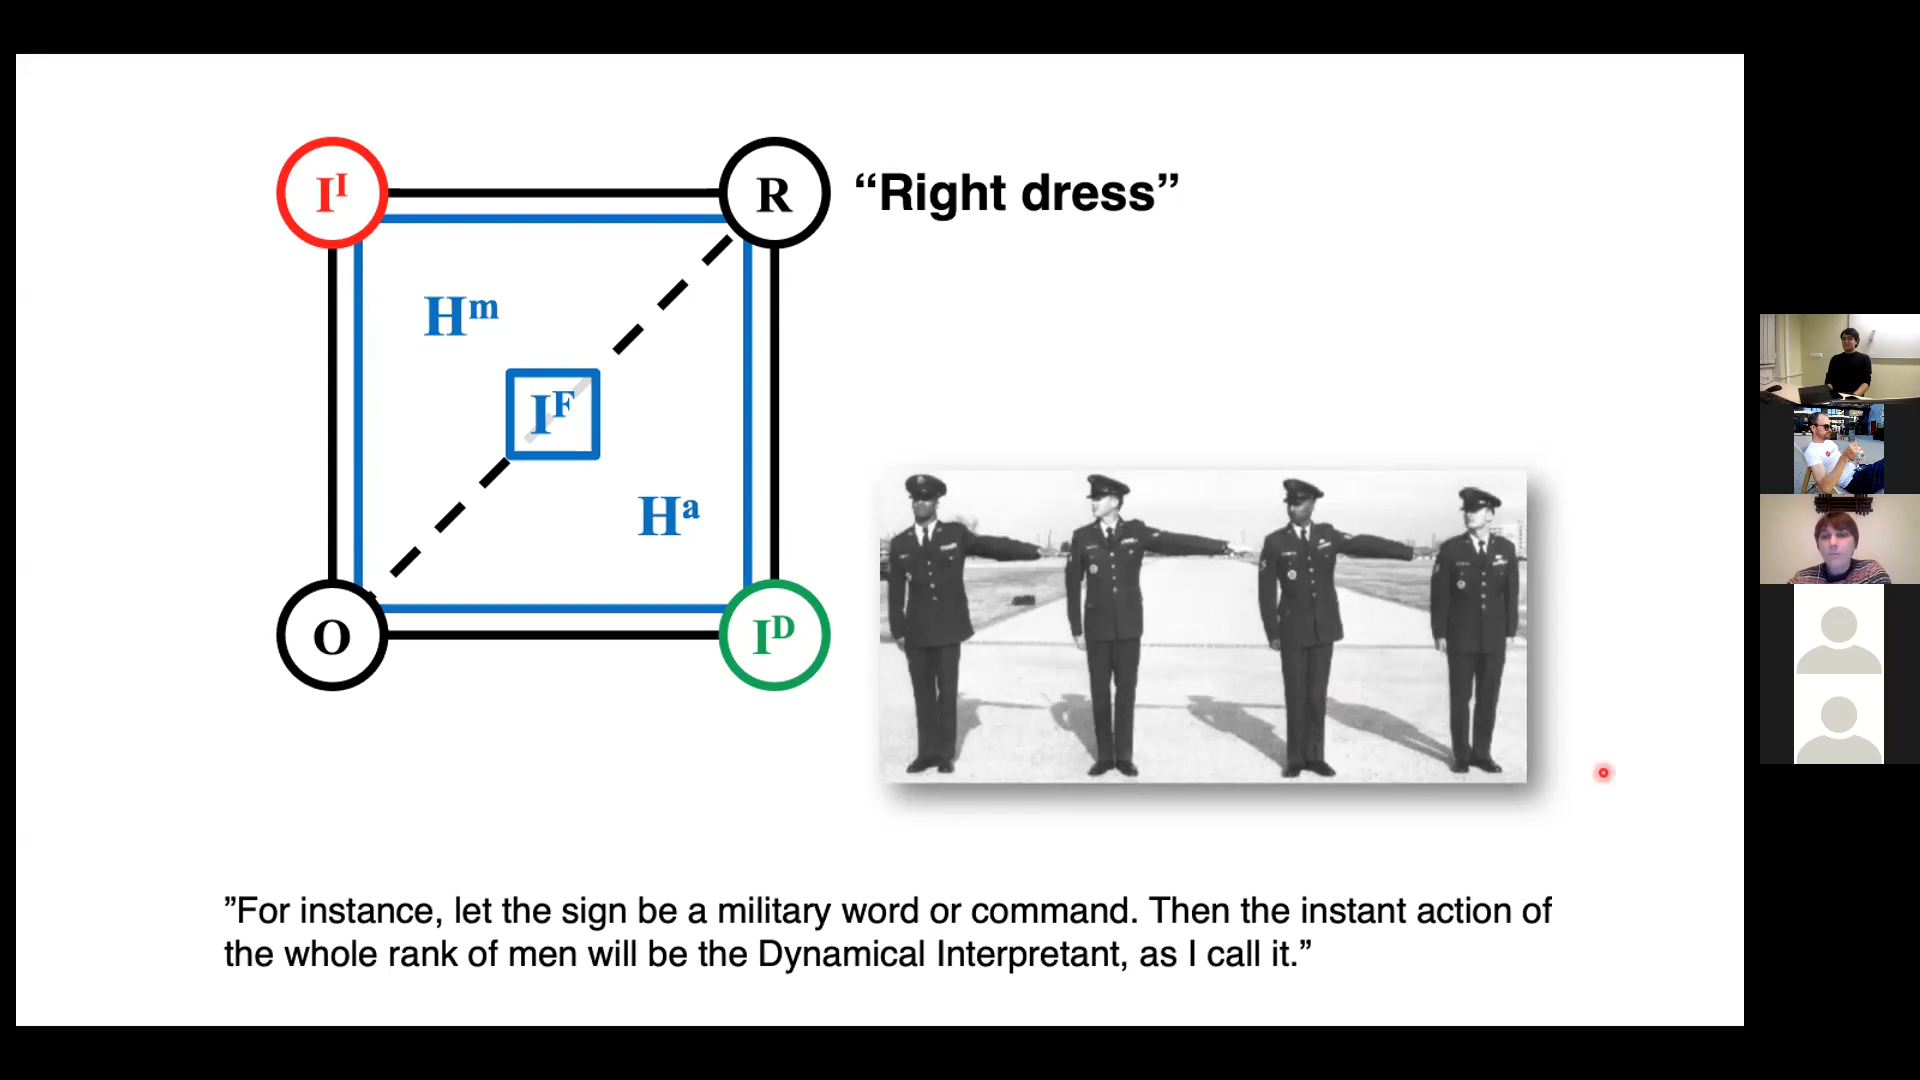 I^I
R
“Right dress”
H^m
I^F
H^a
O
I^D
”For instance, let the sign be a military word or command. Then the instant action of
the whole rank of men will be the Dynamical Interpretant, as I call it.”